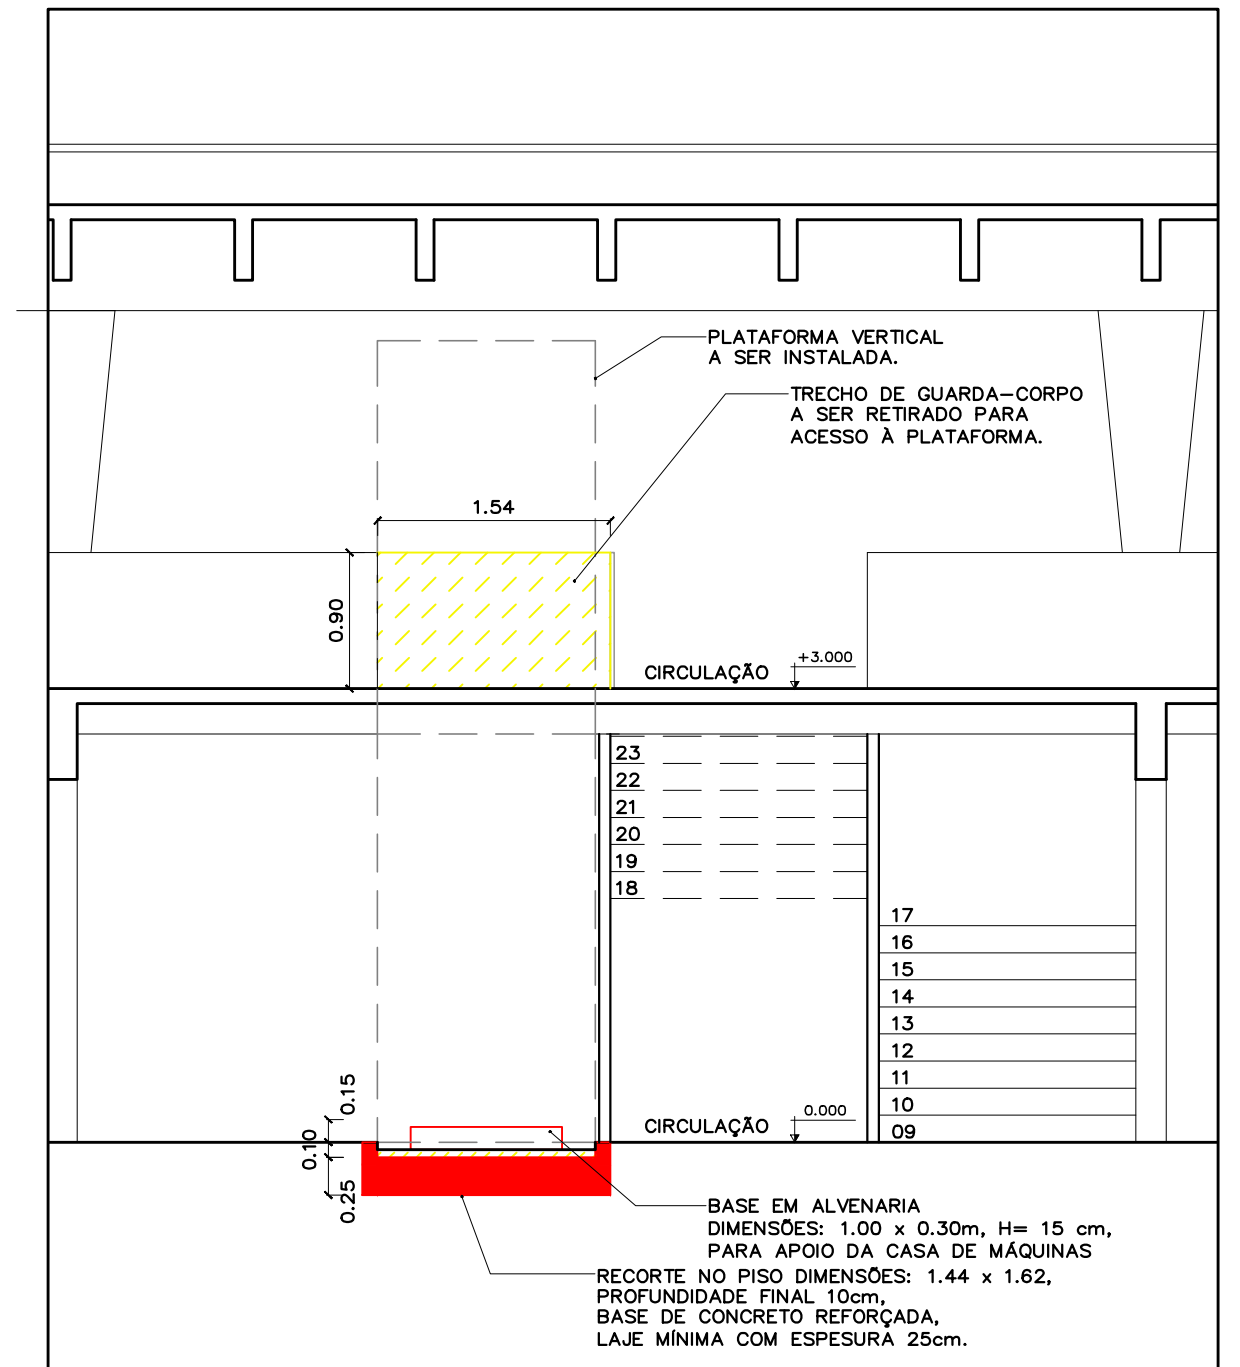 PLATAFORMA VERTICAL
A SER INSTALADA.
TRECHO DE GUARDA-CORPO
A SER RETIRADO PARA
ACESSO À PLATAFORMA.
1.54
0.90
CIRCULAÇÃO
+3.000
23
22
21
20
19
18
17
16
15
14
13
12
11
10
09
0.15
0.10
0.25
CIRCULAÇÃO
0.000
BASE EM ALVENARIA
DIMENSÕES: 1.00 x 0.30m, H= 15 cm,
PARA APOIO DA CASA DE MÁQUINAS
RECORTE NO PISO DIMENSÕES: 1.44 x 1.62,
PROFUNDIDADE FINAL 10cm,
BASE DE CONCRETO REFORÇADA,
LAJE MÍNIMA COM ESPESURA 25cm.